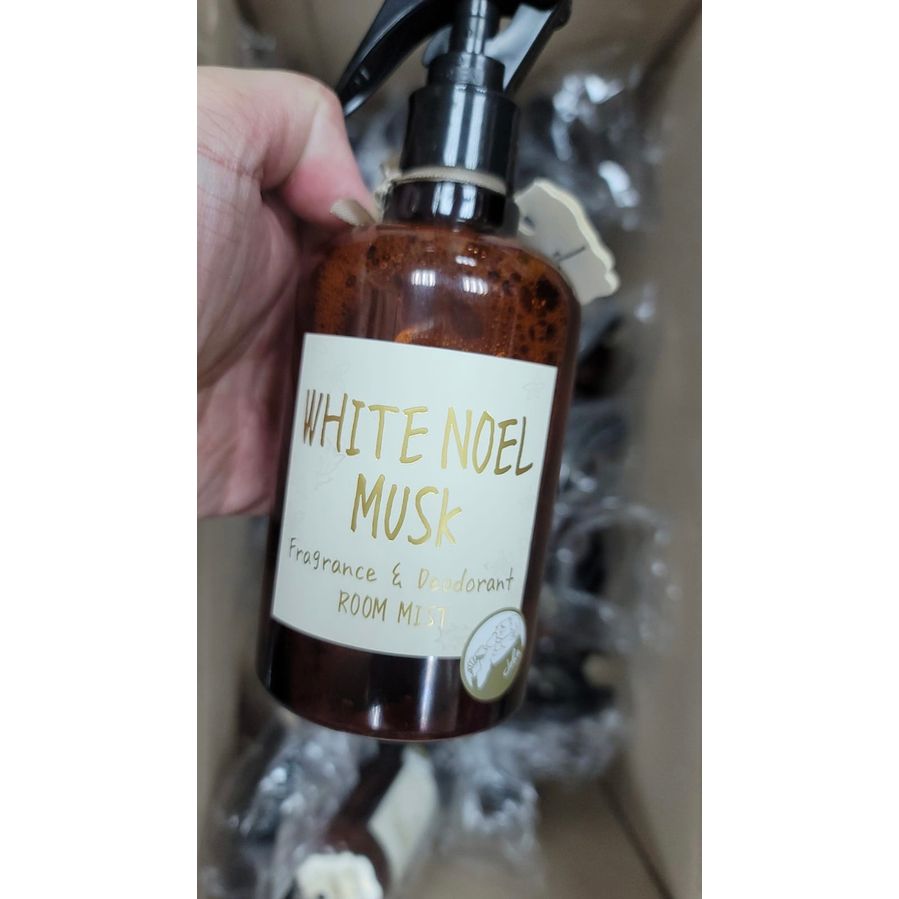 WHITE NOEL
MUSK
Fragrance & Deodorant
ROOM MIST